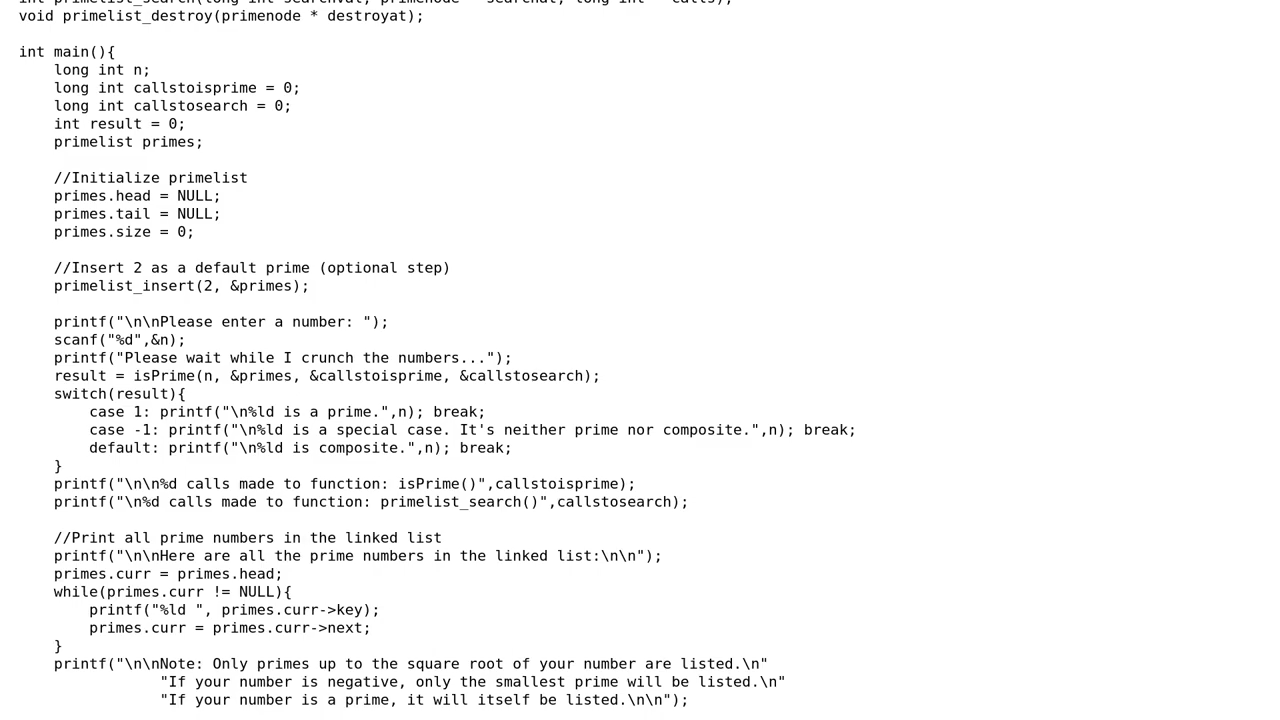 void primelist_destroy(primenode * destroyat);
int main(){
long int n;
long int callstoisprime = 0;
long int callstosearch = 0;
int result = 0;
primelist primes;
//Initialize primelist
primes.head = NULL;
primes.tail = NULL;
primes.size = 0;
//Insert 2 as a default prime (optional step)
primelist_insert(2, &primes);
printf("\n\nPlease enter a number: ");
scanf("%d",&n);
printf("Please wait while I crunch the numbers...");
result = isPrime(n, &primes, &callstoisprime, &callstosearch);
switch(result){
case 1: printf("\n%ld is a prime.",n); break;
case -1: printf("\n%ld is a special case. It's neither prime nor composite.",n); break;
default: printf("\n%ld is composite.",n); break;
}
printf("\n\n%d calls made to function: isPrime()",callstoisprime);
printf("\n%d calls made to function: primelist_search()",callstosearch);
//Print all prime numbers in the linked list
printf("\n\nHere are all the prime numbers in the linked list:\n\n");
primes.curr = primes.head;
while(primes.curr != NULL){
printf("%ld ", primes.curr->key);
primes.curr = primes.curr->next;
}
printf("\n\nNote: Only primes up to the square root of your number are listed.\n"
"If your number is negative, only the smallest prime will be listed.\n"
"If your number is a prime, it will itself be listed.\n\n");